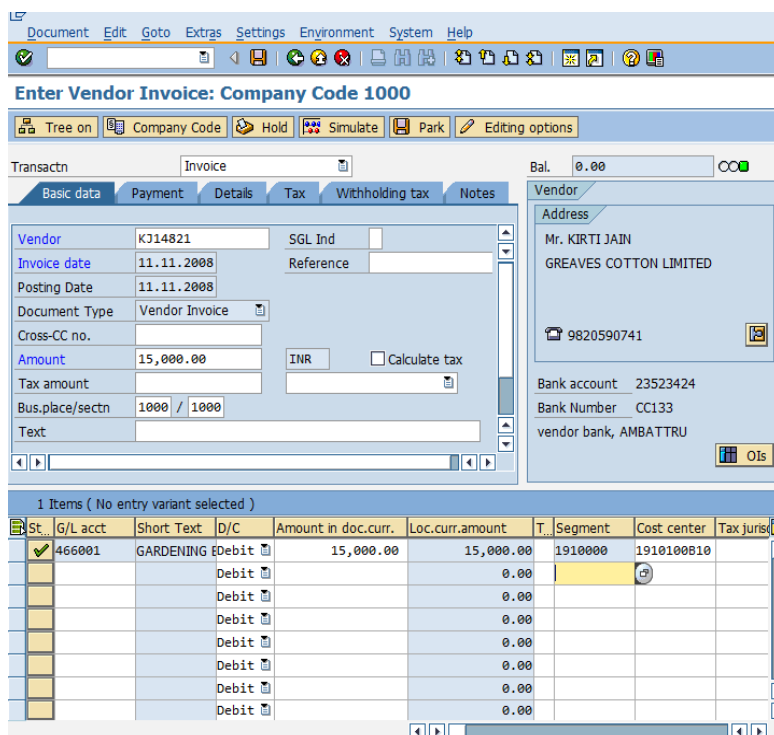 Document Edit Goto Extras Settings Environment System Help
Enter Vendor Invoice: Company Code 1000
Tree on Company Code Hold Simulate Park Editing options
Transactn Invoice Bal. 0.00
Basic data Payment Details Tax Withholding tax Notes Vendor
Address
Vendor KJ14821 SGL Ind Mr. KIRTI JAIN
Invoice date 11.11.2008 Reference GREAVES COTTON LIMITED
Posting Date 11.11.2008
Document Type Vendor Invoice
Cross-CC no. 9820590741
Amount 15,000.00 INR Calculate tax
Tax amount Bank account 23523424
Bus.place/sectn 1000 / 1000 Bank Number CC133
Text vendor bank, AMBATTRU
OIs
1 Items ( No entry variant selected )
St.. G/L acct Short Text D/C Amount in doc.curr. Loc.curr.amount T.. Segment Cost center Tax jurisd
466001 GARDENING E Debit 15,000.00 15,000.00 1910000 1910100B10
Debit 0.00
Debit 0.00
Debit 0.00
Debit 0.00
Debit 0.00
Debit 0.00
Debit 0.00